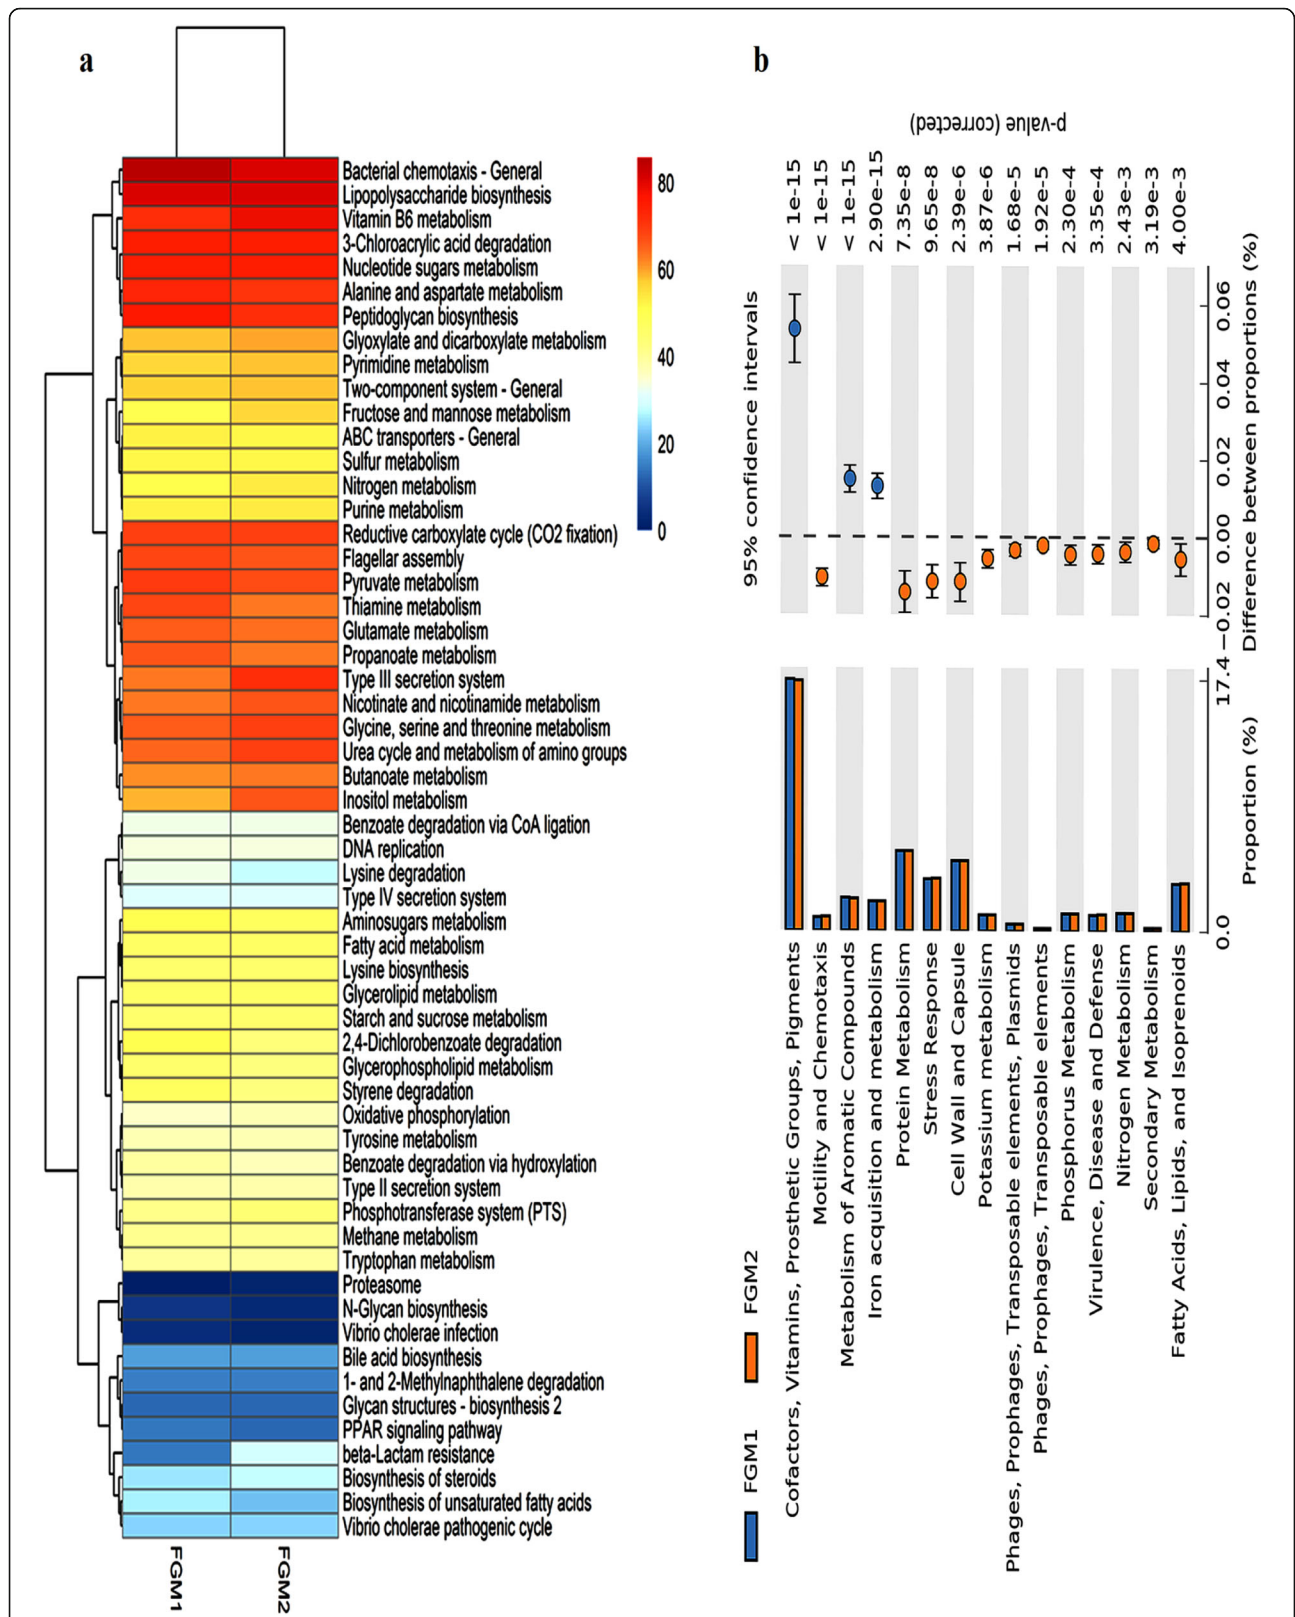 a
Bacterial chemotaxis - General
Lipopolysaccharide biosynthesis
Vitamin B6 metabolism
3-Chloroacrylic acid degradation
Nucleotide sugars metabolism
Alanine and aspartate metabolism
Peptidoglycan biosynthesis
Glyoxylate and dicarboxylate metabolism
Pyrimidine metabolism
Two-component system - General
Fructose and mannose metabolism
ABC transporters - General
Sulfur metabolism
Nitrogen metabolism
Purine metabolism
Reductive carboxylate cycle (CO2 fixation)
Flagellar assembly
Pyruvate metabolism
Thiamine metabolism
Glutamate metabolism
Propanoate metabolism
Type III secretion system
Nicotinate and nicotinamide metabolism
Glycine, serine and threonine metabolism
Urea cycle and metabolism of amino groups
Butanoate metabolism
Inositol metabolism
Benzoate degradation via CoA ligation
DNA replication
Lysine degradation
Type IV secretion system
Aminosugars metabolism
Fatty acid metabolism
Lysine biosynthesis
Glycerolipid metabolism
Starch and sucrose metabolism
2,4-Dichlorobenzoate degradation
Glycerophospholipid metabolism
Styrene degradation
Oxidative phosphorylation
Tyrosine metabolism
Benzoate degradation via hydroxylation
Type II secretion system
Phosphotransferase system (PTS)
Methane metabolism
Tryptophan metabolism
Proteasome
N-Glycan biosynthesis
Vibrio cholerae infection
Bile acid biosynthesis
1- and 2-Methylnaphthalene degradation
Glycan structures - biosynthesis 2
PPAR signaling pathway
beta-Lactam resistance
Biosynthesis of steroids
Biosynthesis of unsaturated fatty acids
Vibrio cholerae pathogenic cycle
FGM1
FGM2
80
60
40
20
0
b
FGM1
FGM2
95% confidence intervals
p-value (corrected)
Cofactors, Vitamins, Prosthetic Groups, Pigments
< 1e-15
Motility and Chemotaxis
< 1e-15
Metabolism of Aromatic Compounds
< 1e-15
Iron acquisition and metabolism
2.90e-15
Protein Metabolism
7.35e-8
Stress Response
9.65e-8
Cell Wall and Capsule
2.39e-6
Potassium metabolism
3.87e-6
Phages, Prophages, Transposable elements, Plasmids
1.68e-5
Phages, Prophages, Transposable elements
1.92e-5
Phosphorus Metabolism
2.30e-4
Virulence, Disease and Defense
3.35e-4
Nitrogen Metabolism
2.43e-3
Secondary Metabolism
3.19e-3
Fatty Acids, Lipids, and Isoprenoids
4.00e-3
0.0
17.4
−0.02
0.00
0.02
0.04
0.06
Proportion (%)
Difference between proportions (%)